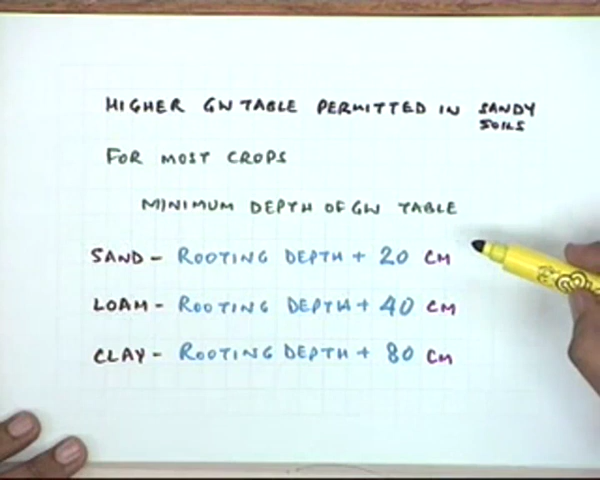 HIGHER GW TABLE PERMITTED IN SANDY SOILS
FOR MOST CROPS
MINIMUM DEPTH OF GW TABLE
SAND - ROOTING DEPTH + 20 CM
LOAM - ROOTING DEPTH + 40 CM
CLAY - ROOTING DEPTH + 80 CM